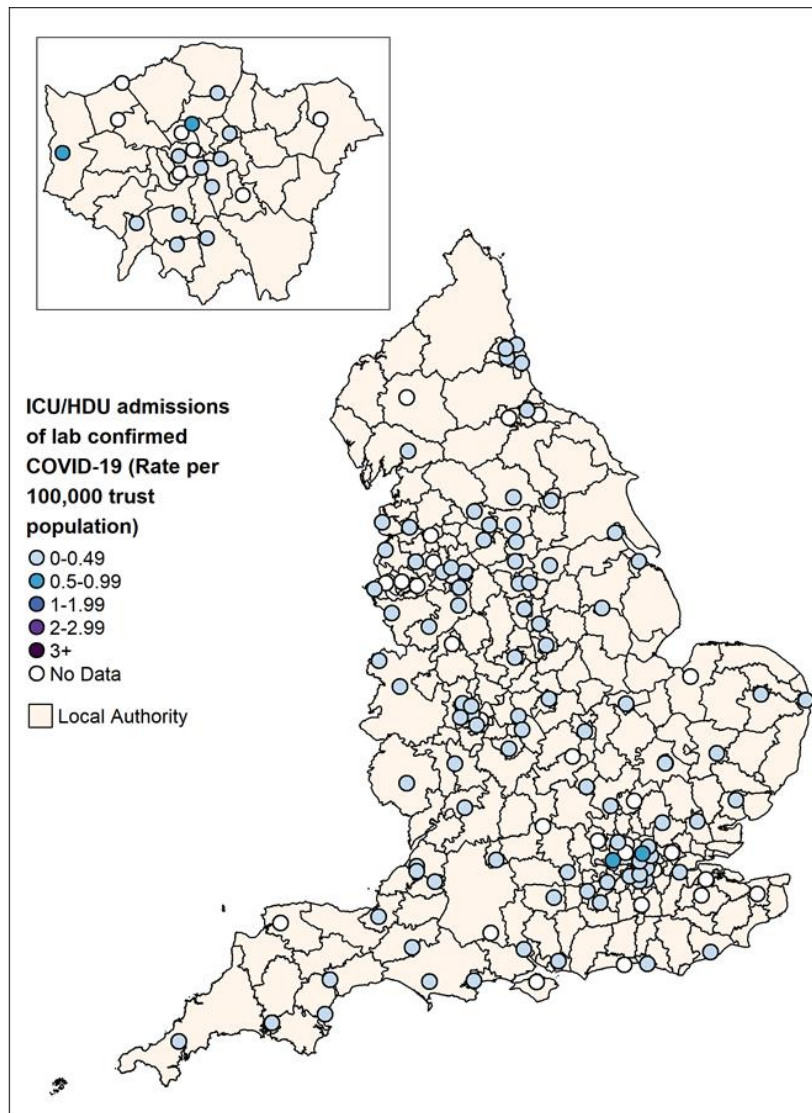 ICU/HDU admissions
of lab confirmed
COVID-19 (Rate per
100,000 trust
population)
0-0.49
0.5-0.99
1-1.99
2-2.99
3+
No Data
Local Authority